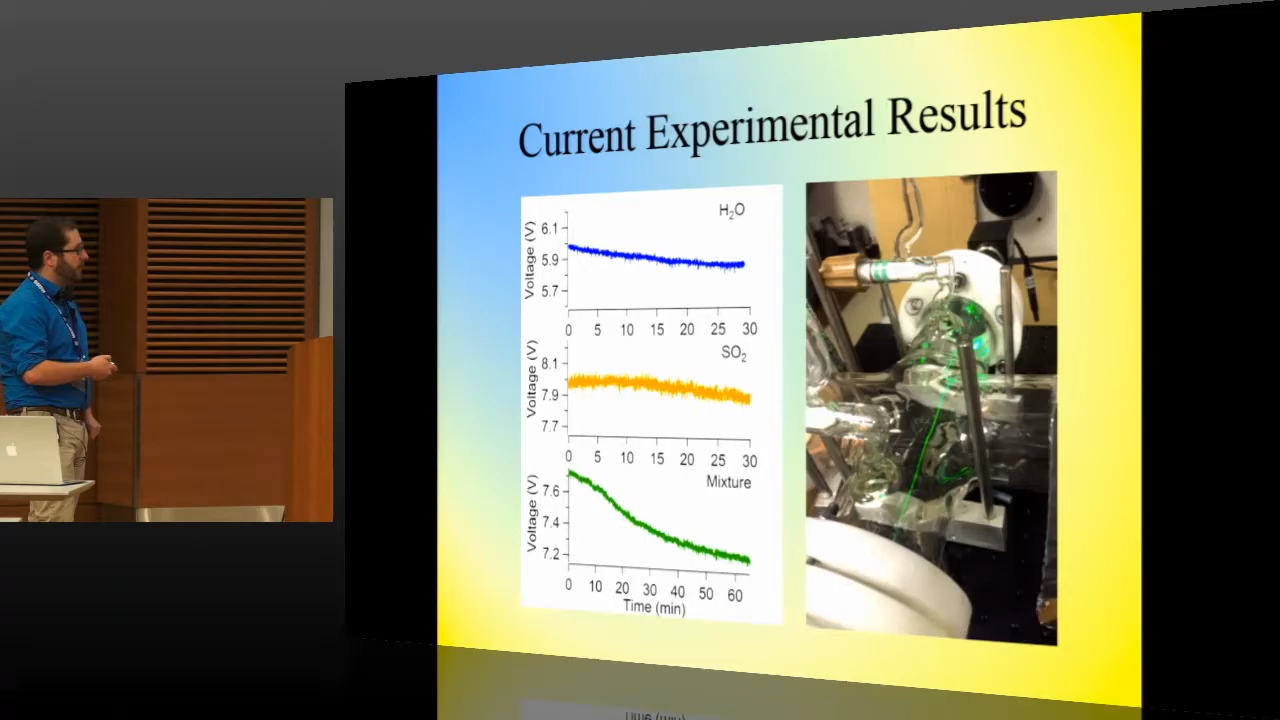 Current Experimental Results
H2O
Voltage (V)
6.1
5.9
5.7
0 5 10 15 20 25 30
SO2
Voltage (V)
8.1
7.9
7.7
0 5 10 15 20 25 30
Mixture
Voltage (V)
7.6
7.4
7.2
0 10 20 30 40 50 60
Time (min)